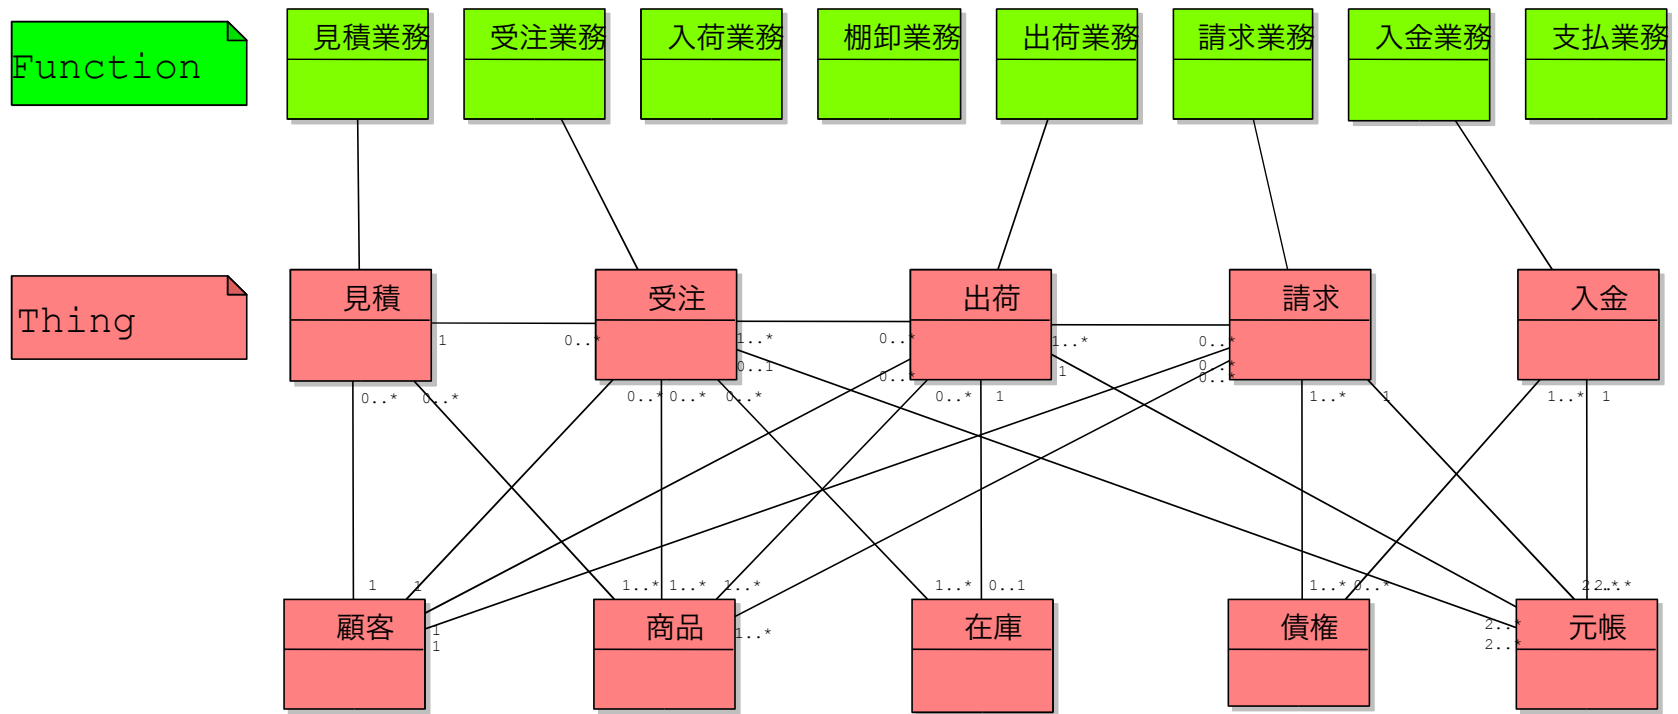 Function
見積業務
受注業務
入荷業務
棚卸業務
出荷業務
請求業務
入金業務
支払業務
Thing
見積
受注
出荷
請求
入金
1
0..*
1..*
0..*
1..*
0..*
0..1
0..*
1
0..*
0..*
0..*
0..*
0..*
0..*
0..*
0..*
1
1..*
1
1..*
1
1
1
1..*
1..*
1..*
1..*
0..1
1..*
0..*
2..*
2..*
顧客
商品
在庫
債権
元帳
1
1
1..*
2..*
2..*